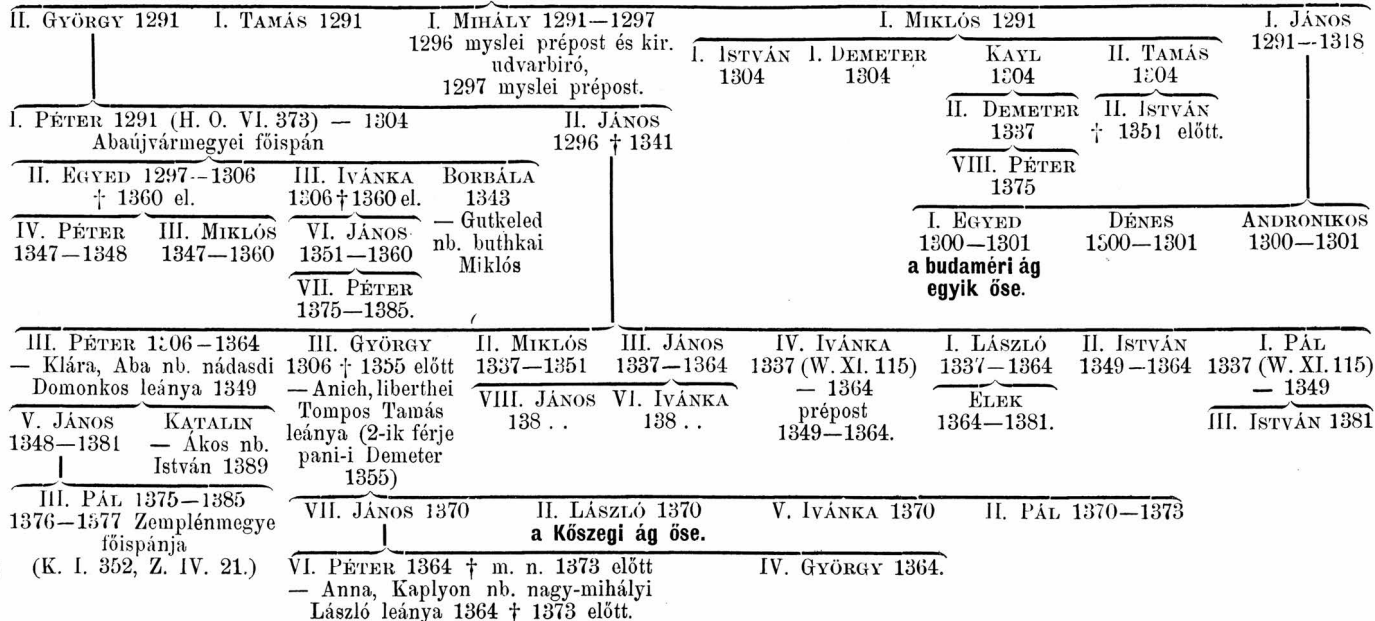 II. GYÖRGY 1291 I. TAMÁS 1291 I. MIHÁLY 1291—1297 I. MIKLÓS 1291 I. JÁNOS
1296 myslei prépost és kir. 1291--1318
udvarbiró, I. ISTVÁN I. DEMETER KAYL II. TAMÁS
1297 myslei prépost. 1304 1304 1304 1304
I. PÉTER 1291 (H. O. VI. 373) — 1304 II. JÁNOS II. DEMETER II. ISTVÁN
Abaújvármegyei főispán 1296 † 1341 1337 † 1351 előtt.
II. EGYED 1297--1306 III. IVÁNKA BORBÁLA VIII. PÉTER
† 1360 el. 1306 † 1360 el. 1343 1375
— Gutkeled
nb. buthkai
Miklós
IV. PÉTER III. MIKLÓS VI. JÁNOS I. EGYED DÉNES ANDRONIKOS
1347—1348 1347—1360 1351—1360 1300—1301 1300—1301 1300—1301
a budaméri ág
egyik őse.
VII. PÉTER
1375—1385.
III. PÉTER 1306—1364 III. GYÖRGY II. MIKLÓS III. JÁNOS IV. IVÁNKA I. LÁSZLÓ II. ISTVÁN I. PÁL
— Klára, Aba nb. nádasdi 1306 † 1355 előtt 1337—1351 1337—1364 1337 (W. XI. 115) 1337—1364 1349—1364 1337 (W. XI. 115)
Domonkos leánya 1349 — Anich, liberthei — 1364 — 1349
Tompos Tamás VIII. JÁNOS VI. IVÁNKA prépost ELEK III. ISTVÁN 1381
V. JÁNOS KATALIN leánya (2-ik férje 138 . . 138 . . 1349—1364. 1364—1381.
1348—1381 — Ákos nb. pani-i Demeter
István 1389 1355)
III. PÁL 1375—1385 VII. JÁNOS 1370 II. LÁSZLÓ 1370 V. IVÁNKA 1370 II. PÁL 1370—1373
1376—1377 Zemplénmegye a Kőszegi ág őse.
főispánja
(K. I. 352, Z. IV. 21.) VI. PÉTER 1364 † m. n. 1373 előtt IV. GYÖRGY 1364.
— Anna, Kaplyon nb. nagy-mihályi
László leánya 1364 † 1373 előtt.